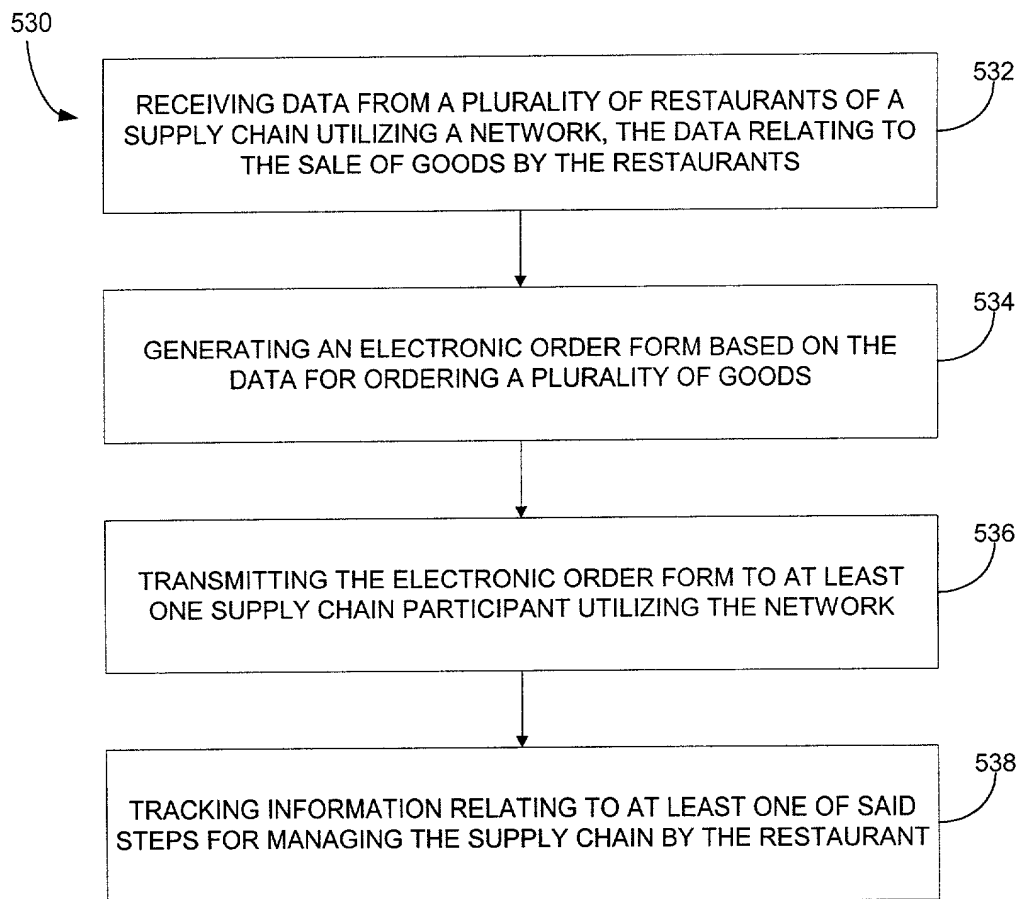 530
532
RECEIVING DATA FROM A PLURALITY OF RESTAURANTS OF A
SUPPLY CHAIN UTILIZING A NETWORK, THE DATA RELATING TO
THE SALE OF GOODS BY THE RESTAURANTS
534
GENERATING AN ELECTRONIC ORDER FORM BASED ON THE
DATA FOR ORDERING A PLURALITY OF GOODS
536
TRANSMITTING THE ELECTRONIC ORDER FORM TO AT LEAST
ONE SUPPLY CHAIN PARTICIPANT UTILIZING THE NETWORK
538
TRACKING INFORMATION RELATING TO AT LEAST ONE OF SAID
STEPS FOR MANAGING THE SUPPLY CHAIN BY THE RESTAURANT